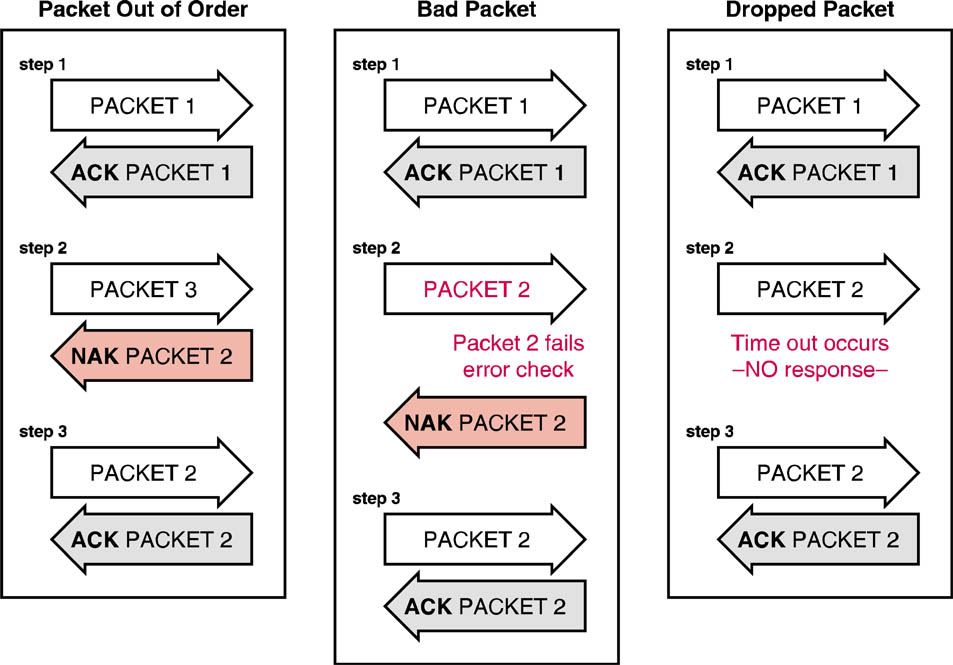 Packet Out of Order
step 1
PACKET 1
ACK PACKET 1
step 2
PACKET 3
NAK PACKET 2
step 3
PACKET 2
ACK PACKET 2
Bad Packet
step 1
PACKET 1
ACK PACKET 1
step 2
PACKET 2
Packet 2 fails
error check
NAK PACKET 2
step 3
PACKET 2
ACK PACKET 2
Dropped Packet
step 1
PACKET 1
ACK PACKET 1
step 2
PACKET 2
Time out occurs
–NO response–
step 3
PACKET 2
ACK PACKET 2